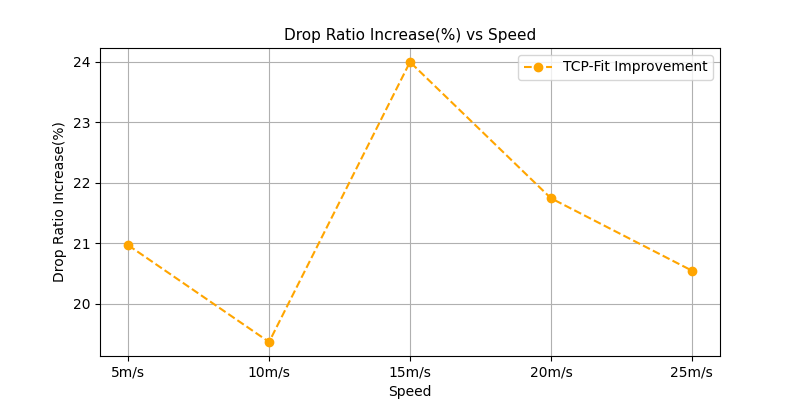 Drop Ratio Increase(%) vs Speed
TCP-Fit Improvement
Drop Ratio Increase(%)
24
23
22
21
20
5m/s 10m/s 15m/s 20m/s 25m/s
Speed